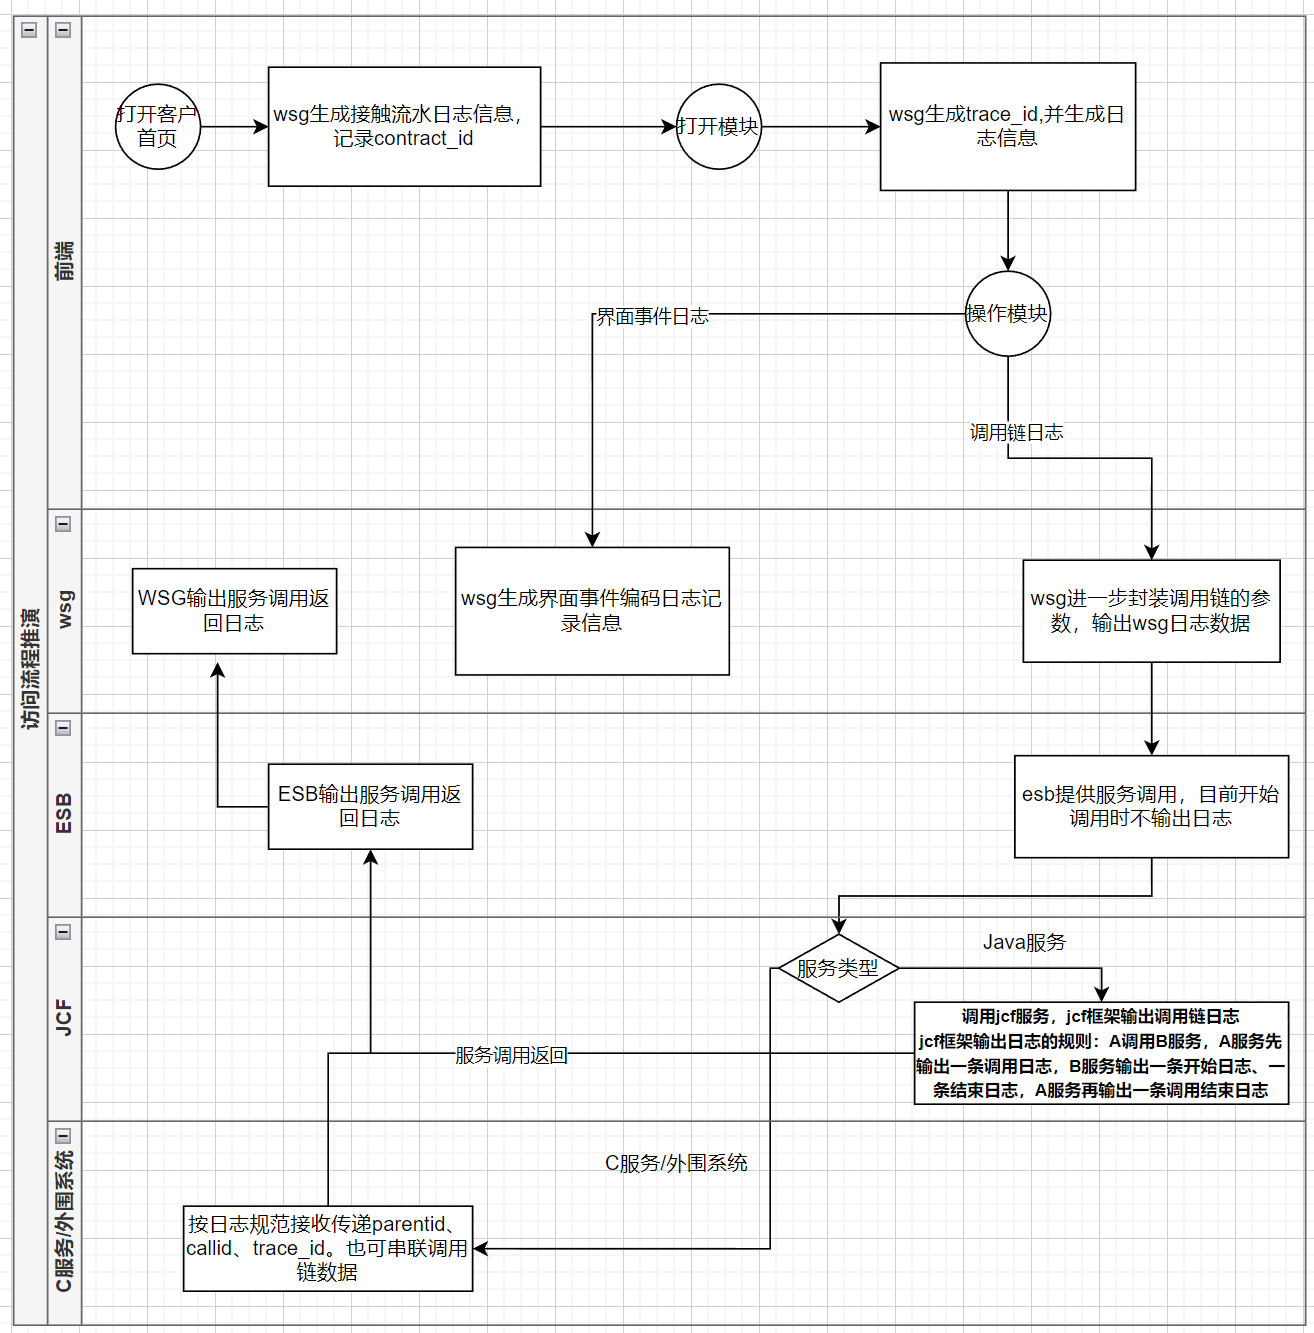 访问流程推演
前端
打开客户
首页
wsg生成接触流水日志信息，
记录contract_id
打开模块
wsg生成trace_id,并生成日
志信息
操作模块
界面事件日志
调用链日志
wsg
WSG输出服务调用返
回日志
wsg生成界面事件编码日志记
录信息
wsg进一步封装调用链的参
数，输出wsg日志数据
ESB
ESB输出服务调用返
回日志
esb提供服务调用，目前开始
调用时不输出日志
JCF
服务类型
Java服务
调用jcf服务，jcf框架输出调用链日志
jcf框架输出日志的规则：A调用B服务，A服务先
输出一条调用日志，B服务输出一条开始日志、一
条结束日志，A服务再输出一条调用结束日志
服务调用返回
C服务/外围系统
C服务/外围系统
按日志规范接收传递parentid、
callid、trace_id。也可串联调用
链数据